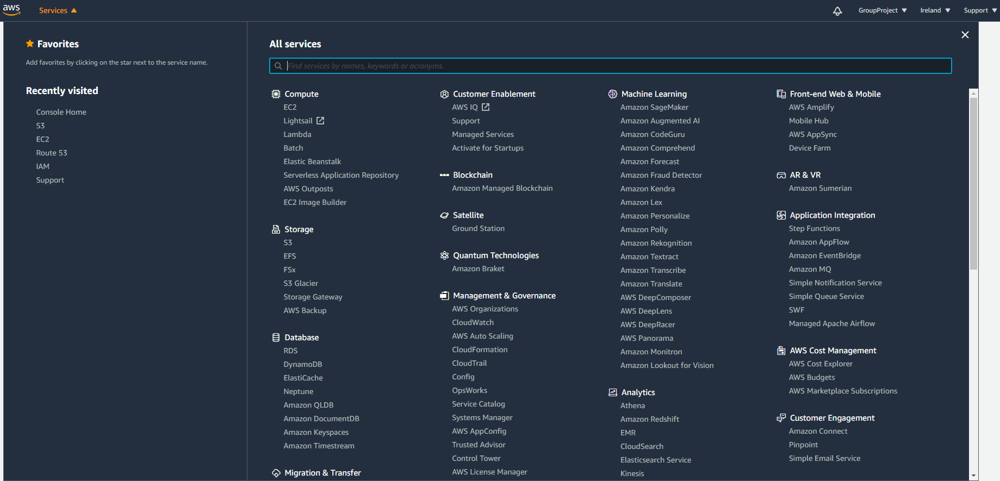 aws
Services
GroupProject
Ireland
Support
Favorites
Add favorites by clicking on the star next to the service name.
Recently visited
Console Home
S3
EC2
Route 53
IAM
Support
All services
Find services by names, keywords or acronyms.
Compute
EC2
Lightsail
Lambda
Batch
Elastic Beanstalk
Serverless Application Repository
AWS Outposts
EC2 Image Builder
Storage
S3
EFS
FSx
S3 Glacier
Storage Gateway
AWS Backup
Database
RDS
DynamoDB
ElastiCache
Neptune
Amazon QLDB
Amazon DocumentDB
Amazon Keyspaces
Amazon Timestream
Migration & Transfer
Customer Enablement
AWS IQ
Support
Managed Services
Activate for Startups
Blockchain
Amazon Managed Blockchain
Satellite
Ground Station
Quantum Technologies
Amazon Braket
Management & Governance
AWS Organizations
CloudWatch
AWS Auto Scaling
CloudFormation
CloudTrail
Config
OpsWorks
Service Catalog
Systems Manager
AWS AppConfig
Trusted Advisor
Control Tower
AWS License Manager
Machine Learning
Amazon SageMaker
Amazon Augmented AI
Amazon CodeGuru
Amazon Comprehend
Amazon Forecast
Amazon Fraud Detector
Amazon Kendra
Amazon Lex
Amazon Personalize
Amazon Polly
Amazon Rekognition
Amazon Textract
Amazon Transcribe
Amazon Translate
AWS DeepComposer
AWS DeepLens
AWS DeepRacer
AWS Panorama
Amazon Monitron
Amazon Lookout for Vision
Analytics
Athena
Amazon Redshift
EMR
CloudSearch
Elasticsearch Service
Kinesis
Front-end Web & Mobile
AWS Amplify
Mobile Hub
AWS AppSync
Device Farm
AR & VR
Amazon Sumerian
Application Integration
Step Functions
Amazon AppFlow
Amazon EventBridge
Amazon MQ
Simple Notification Service
Simple Queue Service
SWF
Managed Apache Airflow
AWS Cost Management
AWS Cost Explorer
AWS Budgets
AWS Marketplace Subscriptions
Customer Engagement
Amazon Connect
Pinpoint
Simple Email Service